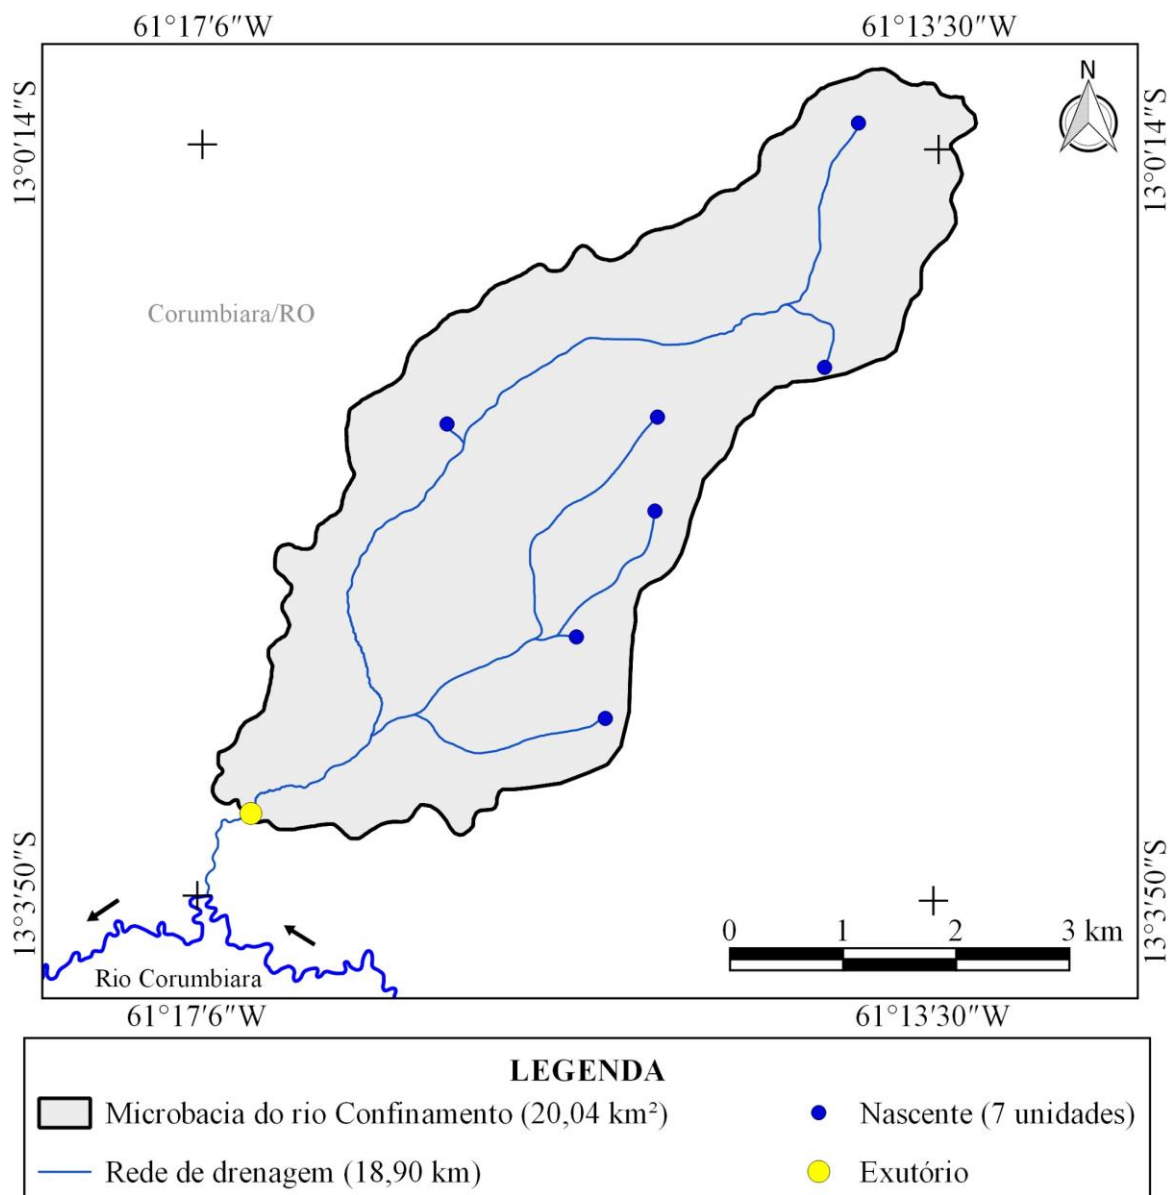 61°17′6″W 61°13′30″W
N
13°0′14″S 13°0′14″S
Corumbiara/RO
13°3′50″S 13°3′50″S
0 1 2 3 km
Rio Corumbiara
61°17′6″W 61°13′30″W
LEGENDA
Microbacia do rio Confinamento (20,04 km²) Nascente (7 unidades)
Rede de drenagem (18,90 km) Exutório